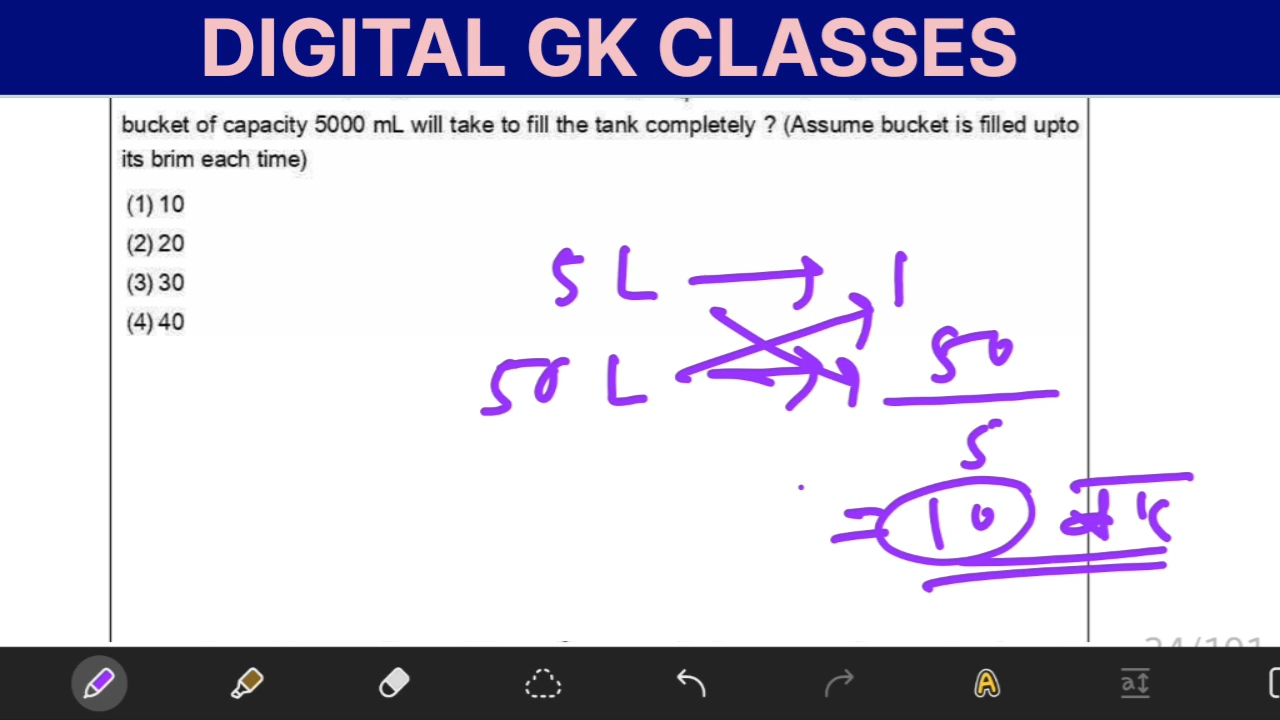 DIGITAL GK CLASSES
bucket of capacity 5000 mL will take to fill the tank completely ? (Assume bucket is filled upto
its brim each time)
(1) 10
(2) 20
(3) 30
(4) 40
5 L 1
50 L 50
5
= 10
A
a